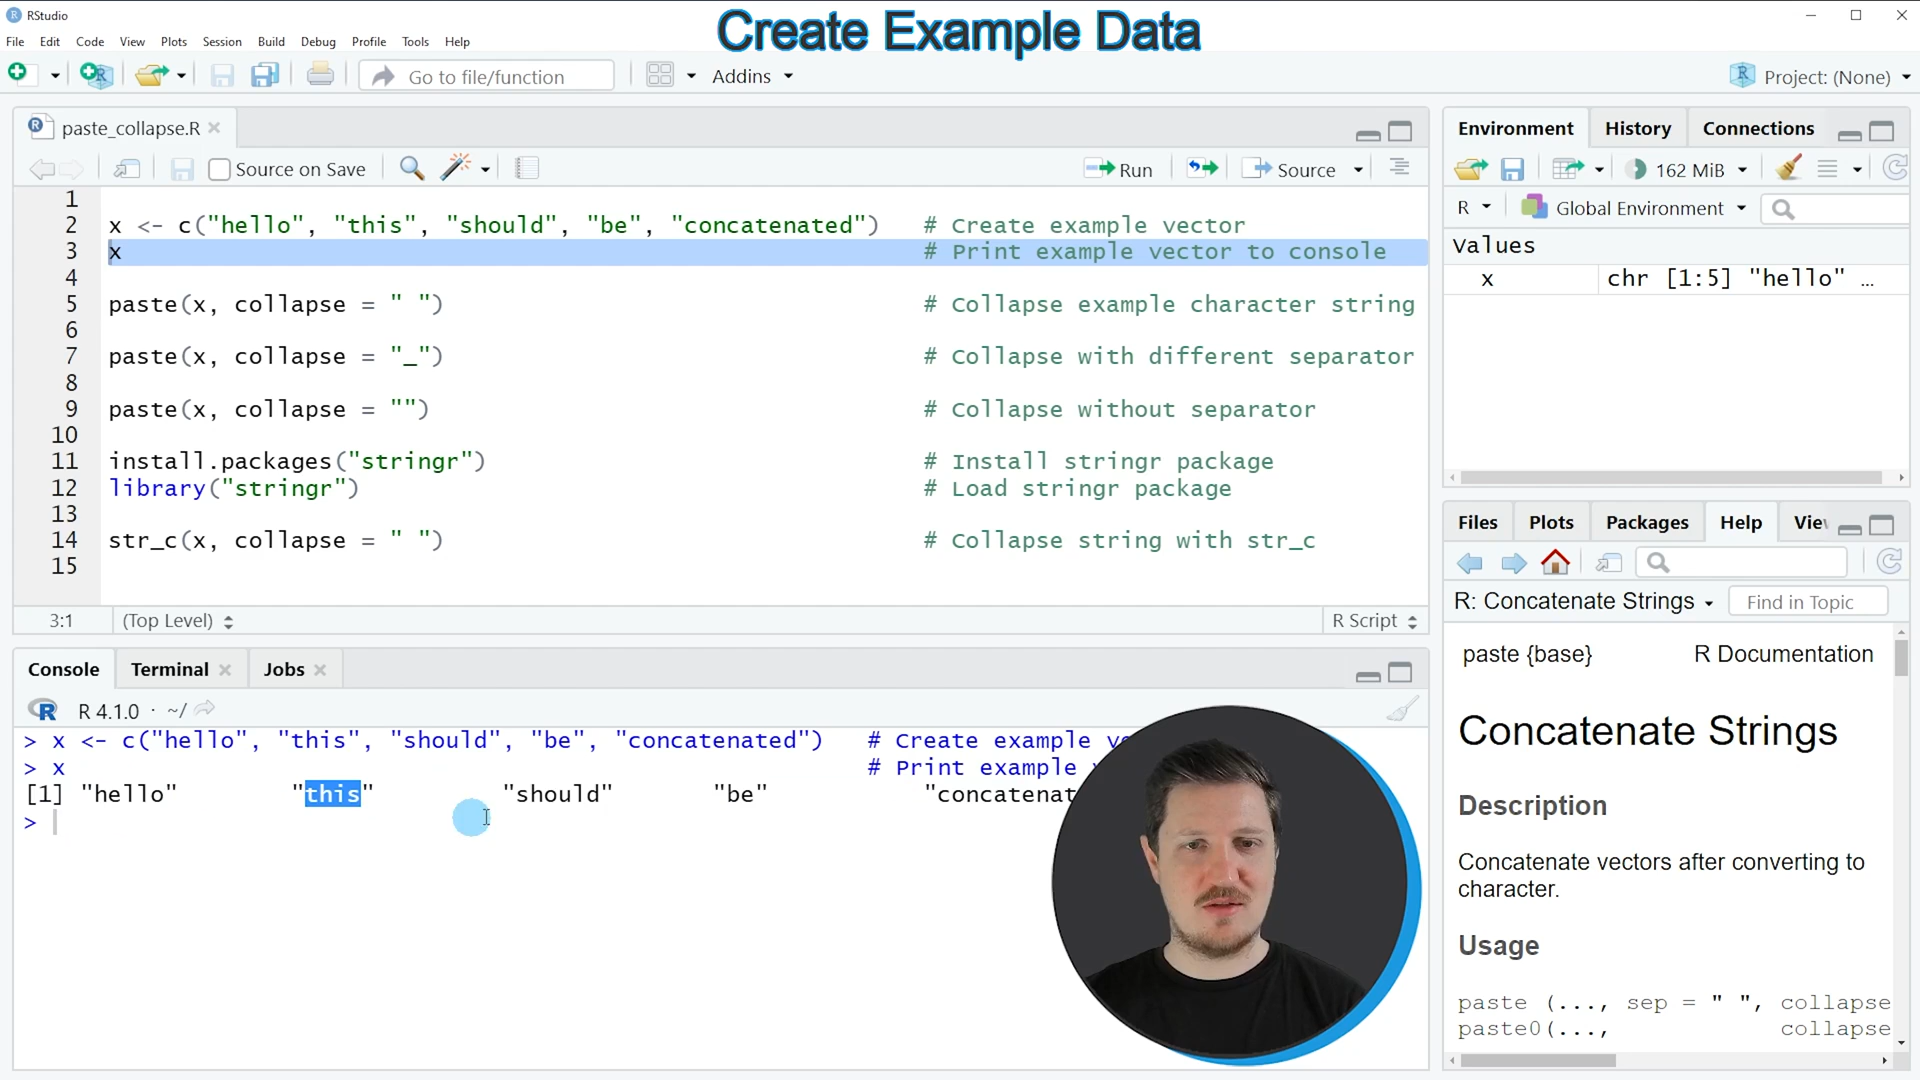 RStudio
Create Example Data
File Edit Code View Plots Session Build Debug Profile Tools Help
Go to file/function Addins Project: (None)
paste_collapse.R
Source on Save Run Source
1
2 x <- c("hello", "this", "should", "be", "concatenated") # Create example vector
3 x # Print example vector to console
4
5 paste(x, collapse = " ") # Collapse example character string
6
7 paste(x, collapse = "_") # Collapse with different separator
8
9 paste(x, collapse = "") # Collapse without separator
10
11 install.packages("stringr") # Install stringr package
12 library("stringr") # Load stringr package
13
14 str_c(x, collapse = " ") # Collapse string with str_c
15
3:1 (Top Level) R Script
Console Terminal Jobs
R 4.1.0 · ~/
> x <- c("hello", "this", "should", "be", "concatenated") # Create example
> x # Print example
[1] "hello" "this" "should" "be" "concatenat
>
Environment History Connections
162 MiB
R Global Environment
Values
x chr [1:5] "hello" …
Files Plots Packages Help
R: Concatenate Strings Find in Topic
paste {base} R Documentation
Concatenate Strings
Description
Concatenate vectors after converting to
character.
Usage
paste (..., sep = " ", collapse
paste0(..., collapse